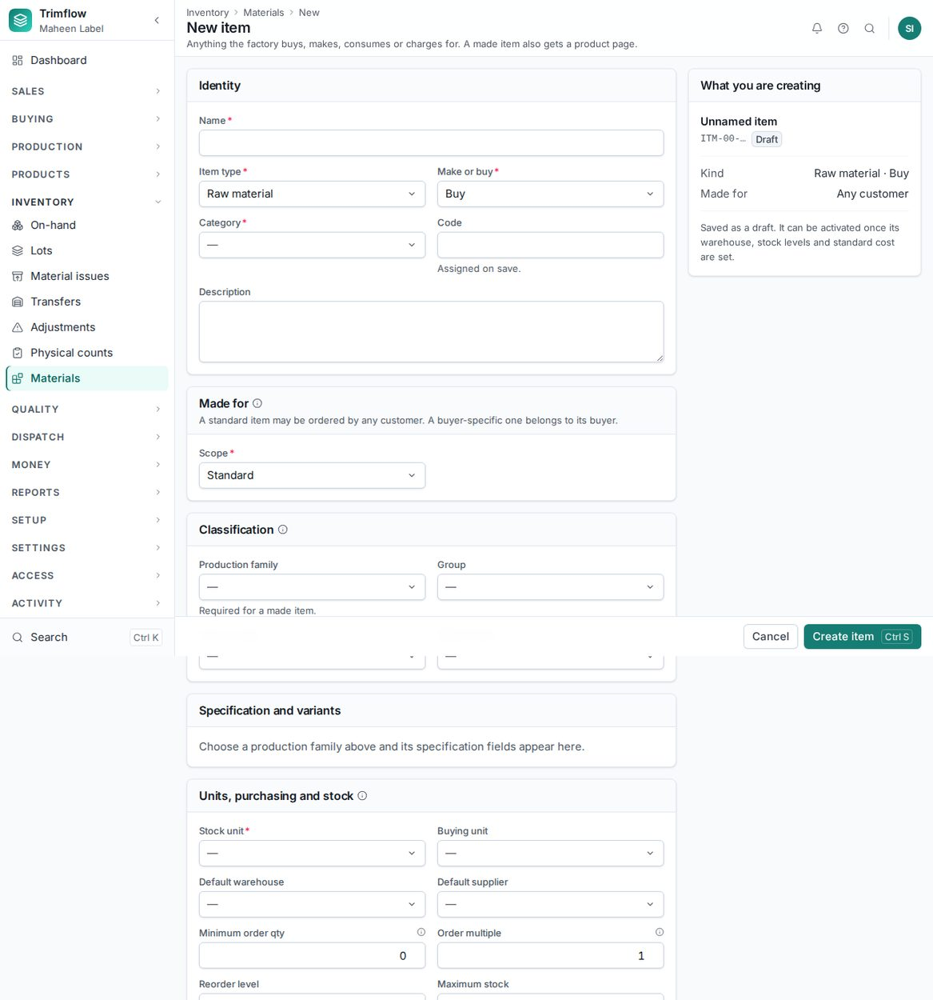 Trimflow
Maheen Label
Dashboard
SALES
BUYING
PRODUCTION
PRODUCTS
INVENTORY
On-hand
Lots
Material issues
Transfers
Adjustments
Physical counts
Materials
QUALITY
DISPATCH
MONEY
REPORTS
SETUP
SETTINGS
ACCESS
ACTIVITY
Search Ctrl K
Inventory > Materials > New
New item
Anything the factory buys, makes, consumes or charges for. A made item also gets a product page.
SI
Identity
Name*
Item type* Make or buy*
Raw material Buy
Category* Code
—
Assigned on save.
Description
Made for
A standard item may be ordered by any customer. A buyer-specific one belongs to its buyer.
Scope*
Standard
Classification
Production family Group
— —
Required for a made item.
Cancel Create item Ctrl S
— —
Specification and variants
Choose a production family above and its specification fields appear here.
Units, purchasing and stock
Stock unit* Buying unit
— —
Default warehouse Default supplier
— —
Minimum order qty Order multiple
0 1
Reorder level Maximum stock
What you are creating
Unnamed item
ITM-00-… Draft
Kind Raw material · Buy
Made for Any customer
Saved as a draft. It can be activated once its
warehouse, stock levels and standard cost
are set.